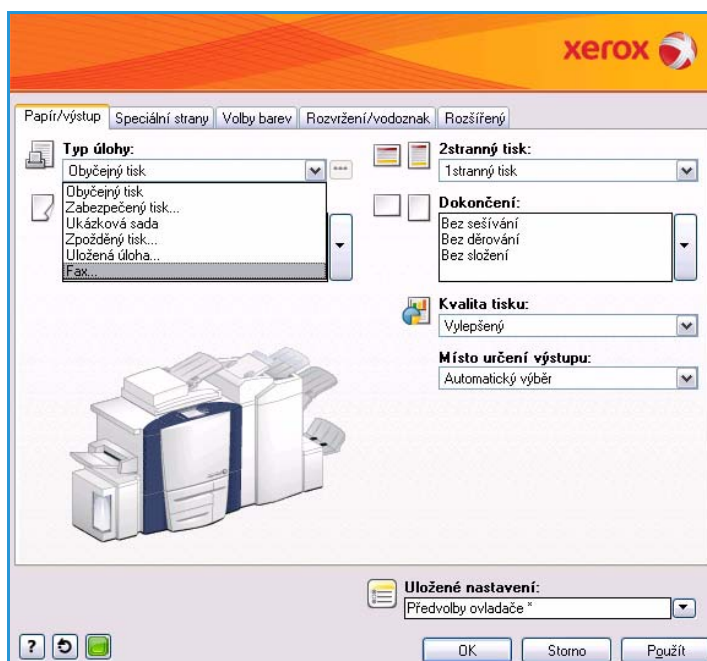 xerox
Papír/výstup
Speciální strany
Volby barev
Rozvržení/vodoznak
Rozšířený
Typ úlohy:
Obyčejný tisk
Obyčejný tisk
Zabezpečený tisk...
Ukázková sada
Zpožděný tisk...
Uložená úloha...
Fax...
2stranný tisk:
1stranný tisk
Dokončení:
Bez sešívání
Bez děrování
Bez složení
Kvalita tisku:
Vylepšený
Místo určení výstupu:
Automatický výběr
Uložené nastavení:
Předvolby ovladače *
?
OK
Storno
Použít